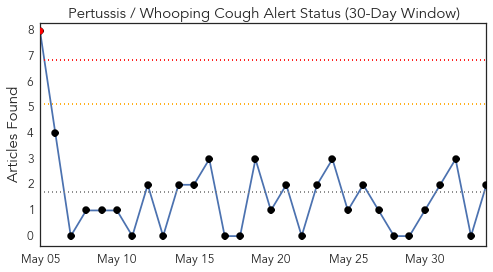 Pertussis / Whooping Cough Alert Status (30-Day Window)
Articles Found
8
7
6
5
4
3
2
1
0
May 05
May 10
May 15
May 20
May 25
May 30